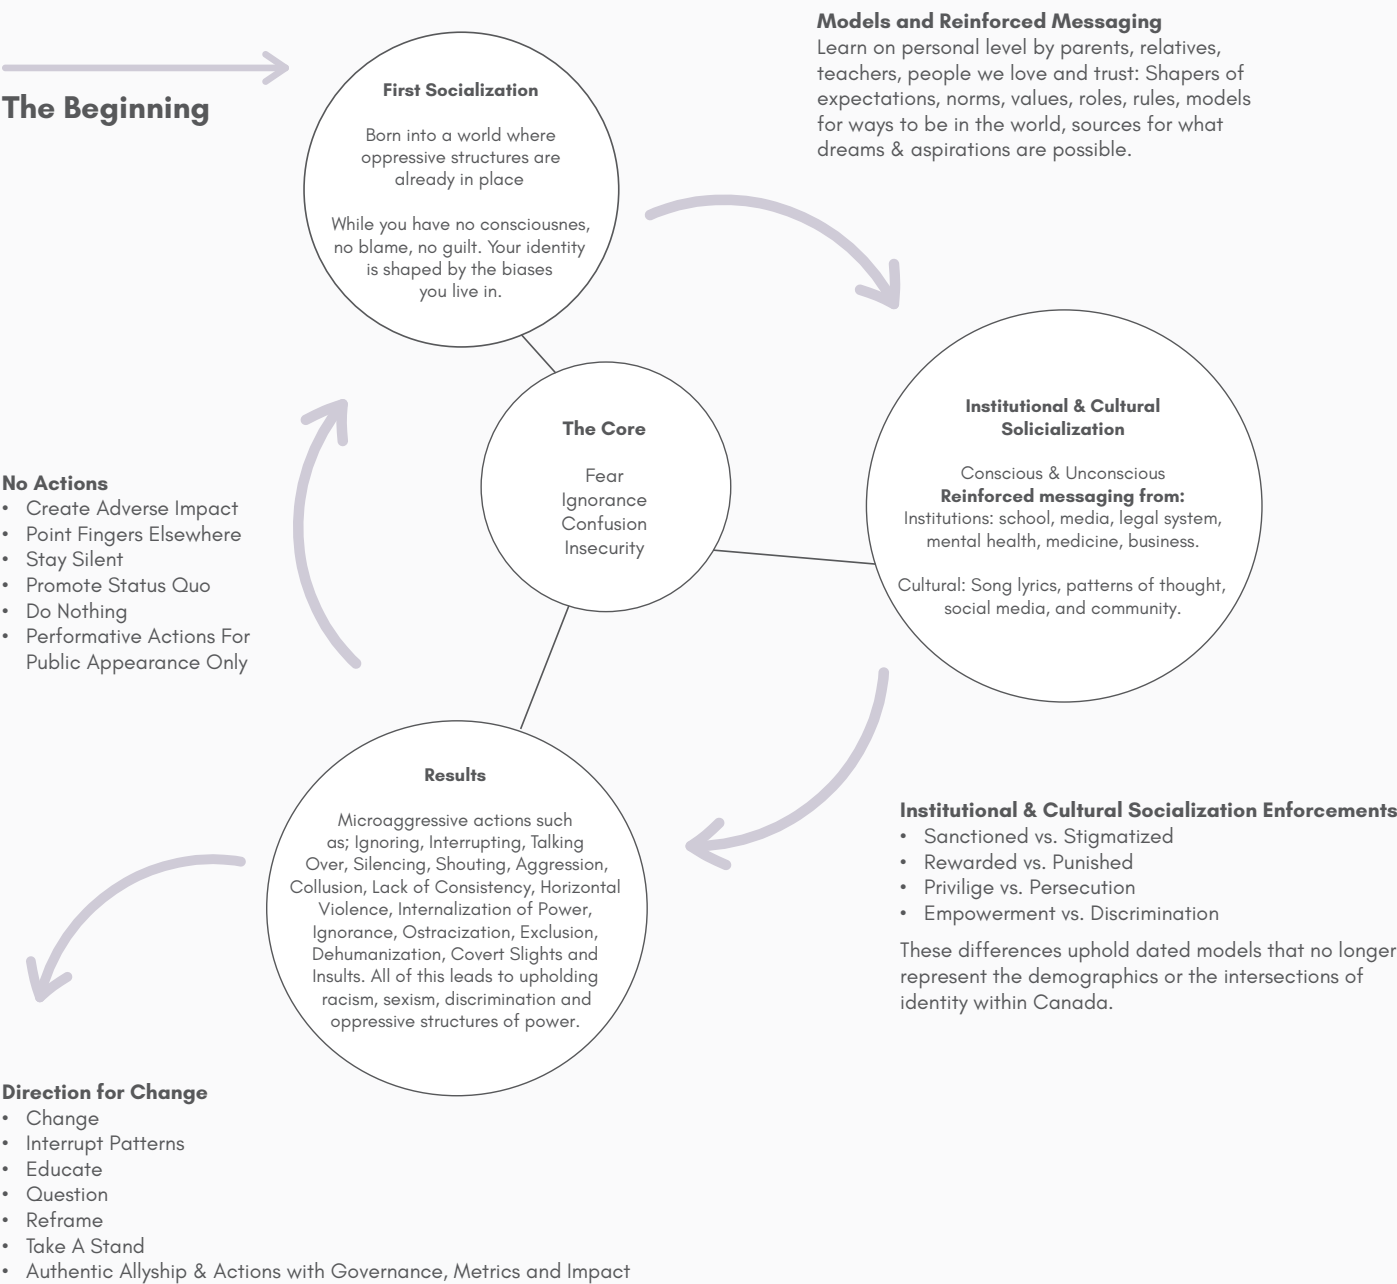 The Beginning
First Socialization
Born into a world where
oppressive structures are
already in place
While you have no consciousnes,
no blame, no guilt. Your identity
is shaped by the biases
you live in.
Models and Reinforced Messaging
Learn on personal level by parents, relatives,
teachers, people we love and trust: Shapers of
expectations, norms, values, roles, rules, models
for ways to be in the world, sources for what
dreams & aspirations are possible.
The Core
Fear
Ignorance
Confusion
Insecurity
Institutional & Cultural
Solicialization
Conscious & Unconscious
Reinforced messaging from:
Institutions: school, media, legal system,
mental health, medicine, business.
Cultural: Song lyrics, patterns of thought,
social media, and community.
Institutional & Cultural Socialization Enforcements
• Sanctioned vs. Stigmatized
• Rewarded vs. Punished
• Privilige vs. Persecution
• Empowerment vs. Discrimination
These differences uphold dated models that no longer
represent the demographics or the intersections of
identity within Canada.
Results
Microaggressive actions such
as; Ignoring, Interrupting, Talking
Over, Silencing, Shouting, Aggression,
Collusion, Lack of Consistency, Horizontal
Violence, Internalization of Power,
Ignorance, Ostracization, Exclusion,
Dehumanization, Covert Slights and
Insults. All of this leads to upholding
racism, sexism, discrimination and
oppressive structures of power.
No Actions
• Create Adverse Impact
• Point Fingers Elsewhere
• Stay Silent
• Promote Status Quo
• Do Nothing
• Performative Actions For
Public Appearance Only
Direction for Change
• Change
• Interrupt Patterns
• Educate
• Question
• Reframe
• Take A Stand
• Authentic Allyship & Actions with Governance, Metrics and Impact